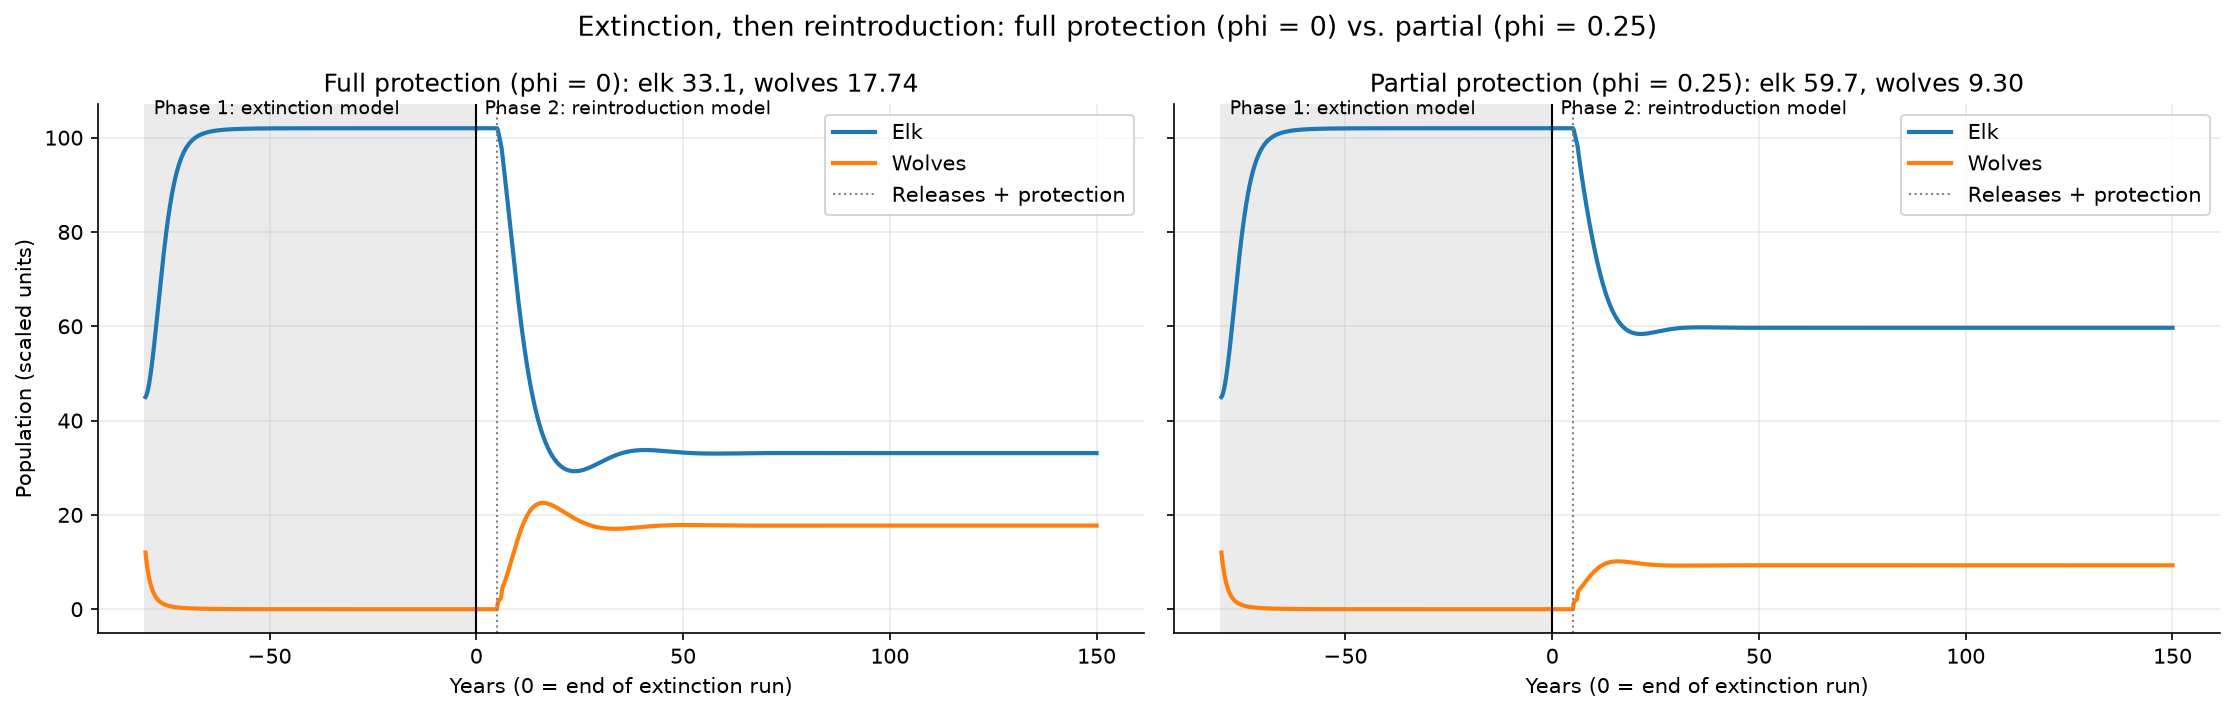 Extinction, then reintroduction: full protection (phi = 0) vs. partial (phi = 0.25)
Full protection (phi = 0): elk 33.1, wolves 17.74
Phase 1: extinction model
Phase 2: reintroduction model
Elk
Wolves
Releases + protection
Population (scaled units)
100
80
60
40
20
0
−50
0
50
100
150
Years (0 = end of extinction run)
Partial protection (phi = 0.25): elk 59.7, wolves 9.30
Phase 1: extinction model
Phase 2: reintroduction model
Elk
Wolves
Releases + protection
−50
0
50
100
150
Years (0 = end of extinction run)